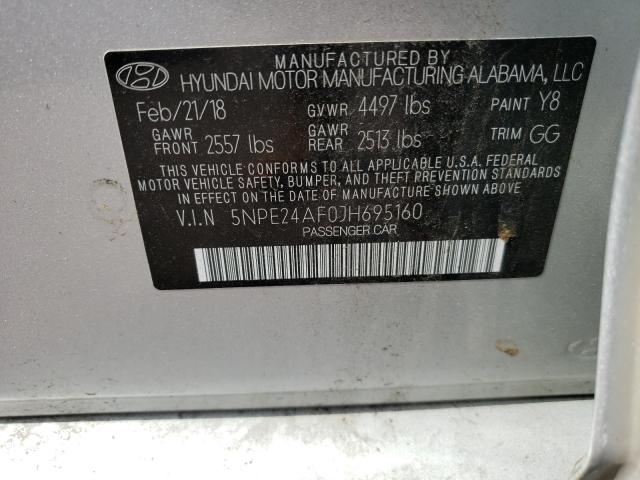 MANUFACTURED BY
HYUNDAI MOTOR MANUFACTURING ALABAMA, LLC
Feb/21/18 GVWR 4497 lbs PAINT Y8
GAWR FRONT 2557 lbs GAWR REAR 2513 lbs TRIM GG
THIS VEHICLE CONFORMS TO ALL APPLICABLE U.S.A. FEDERAL
MOTOR VEHICLE SAFETY, BUMPER, AND THEFT PREVENTION
STANDARDS IN EFFECT ON THE DATE OF MANUFACTURE SHOWN ABOVE.
V.I.N 5NPE24AF0JH695160
PASSENGER CAR